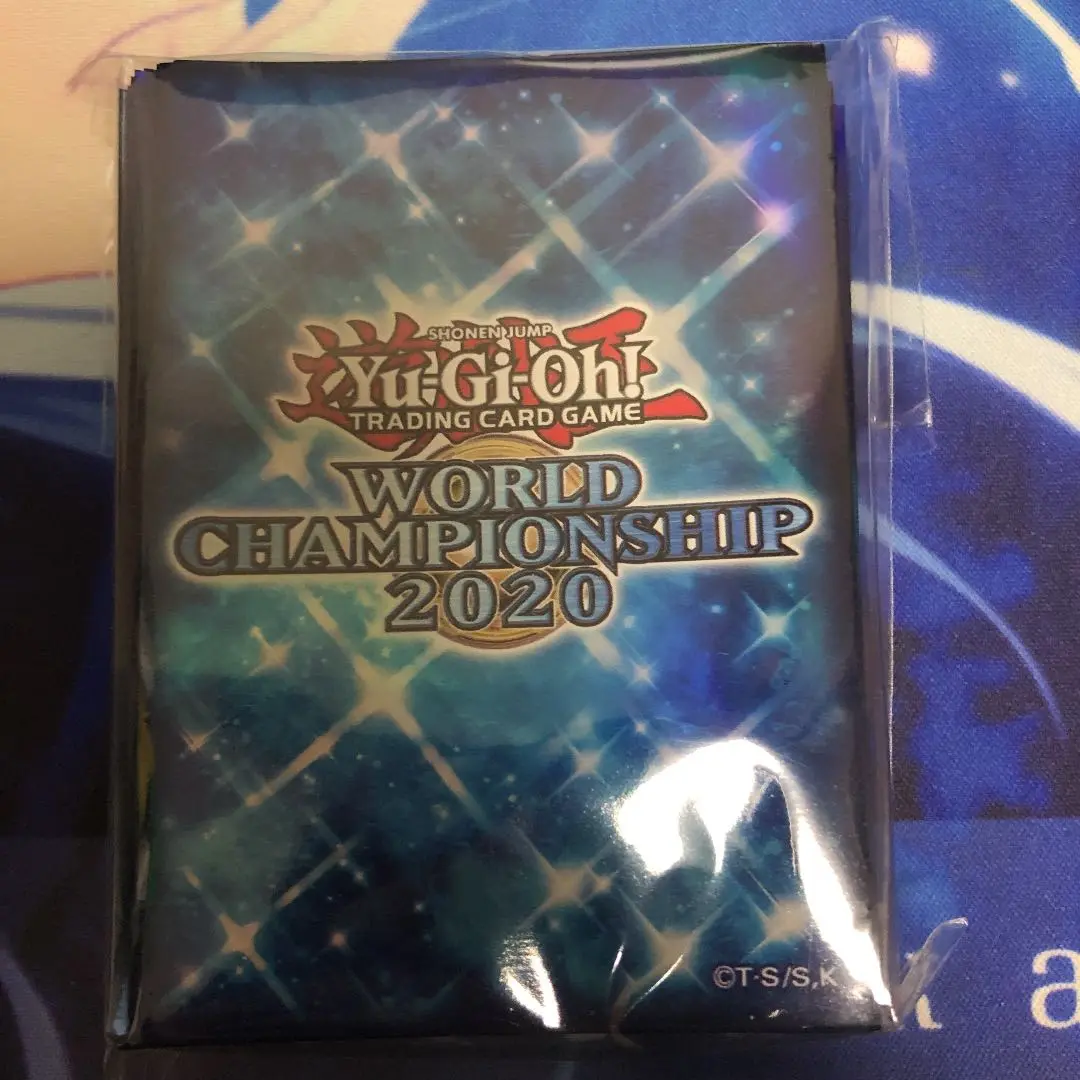 SHONEN JUMP
Yu-Gi-Oh!
TRADING CARD GAME
WORLD
CHAMPIONSHIP
2020
©T·S/S,K
a